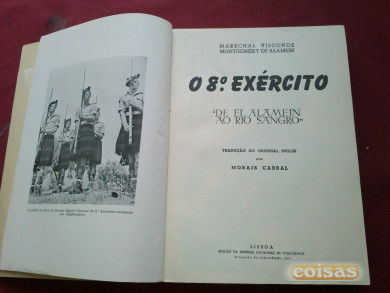 MARECHAL VISCONDE
MONTGOMERY OF ALAMEIN
O 8.º EXÉRCITO
"DE EL ALAMEIN
AO RIO SANGRO"
TRADUÇÃO DO ORIGINAL INGLÊS
POR
MORAIS CABRAL
LISBOA
coisas